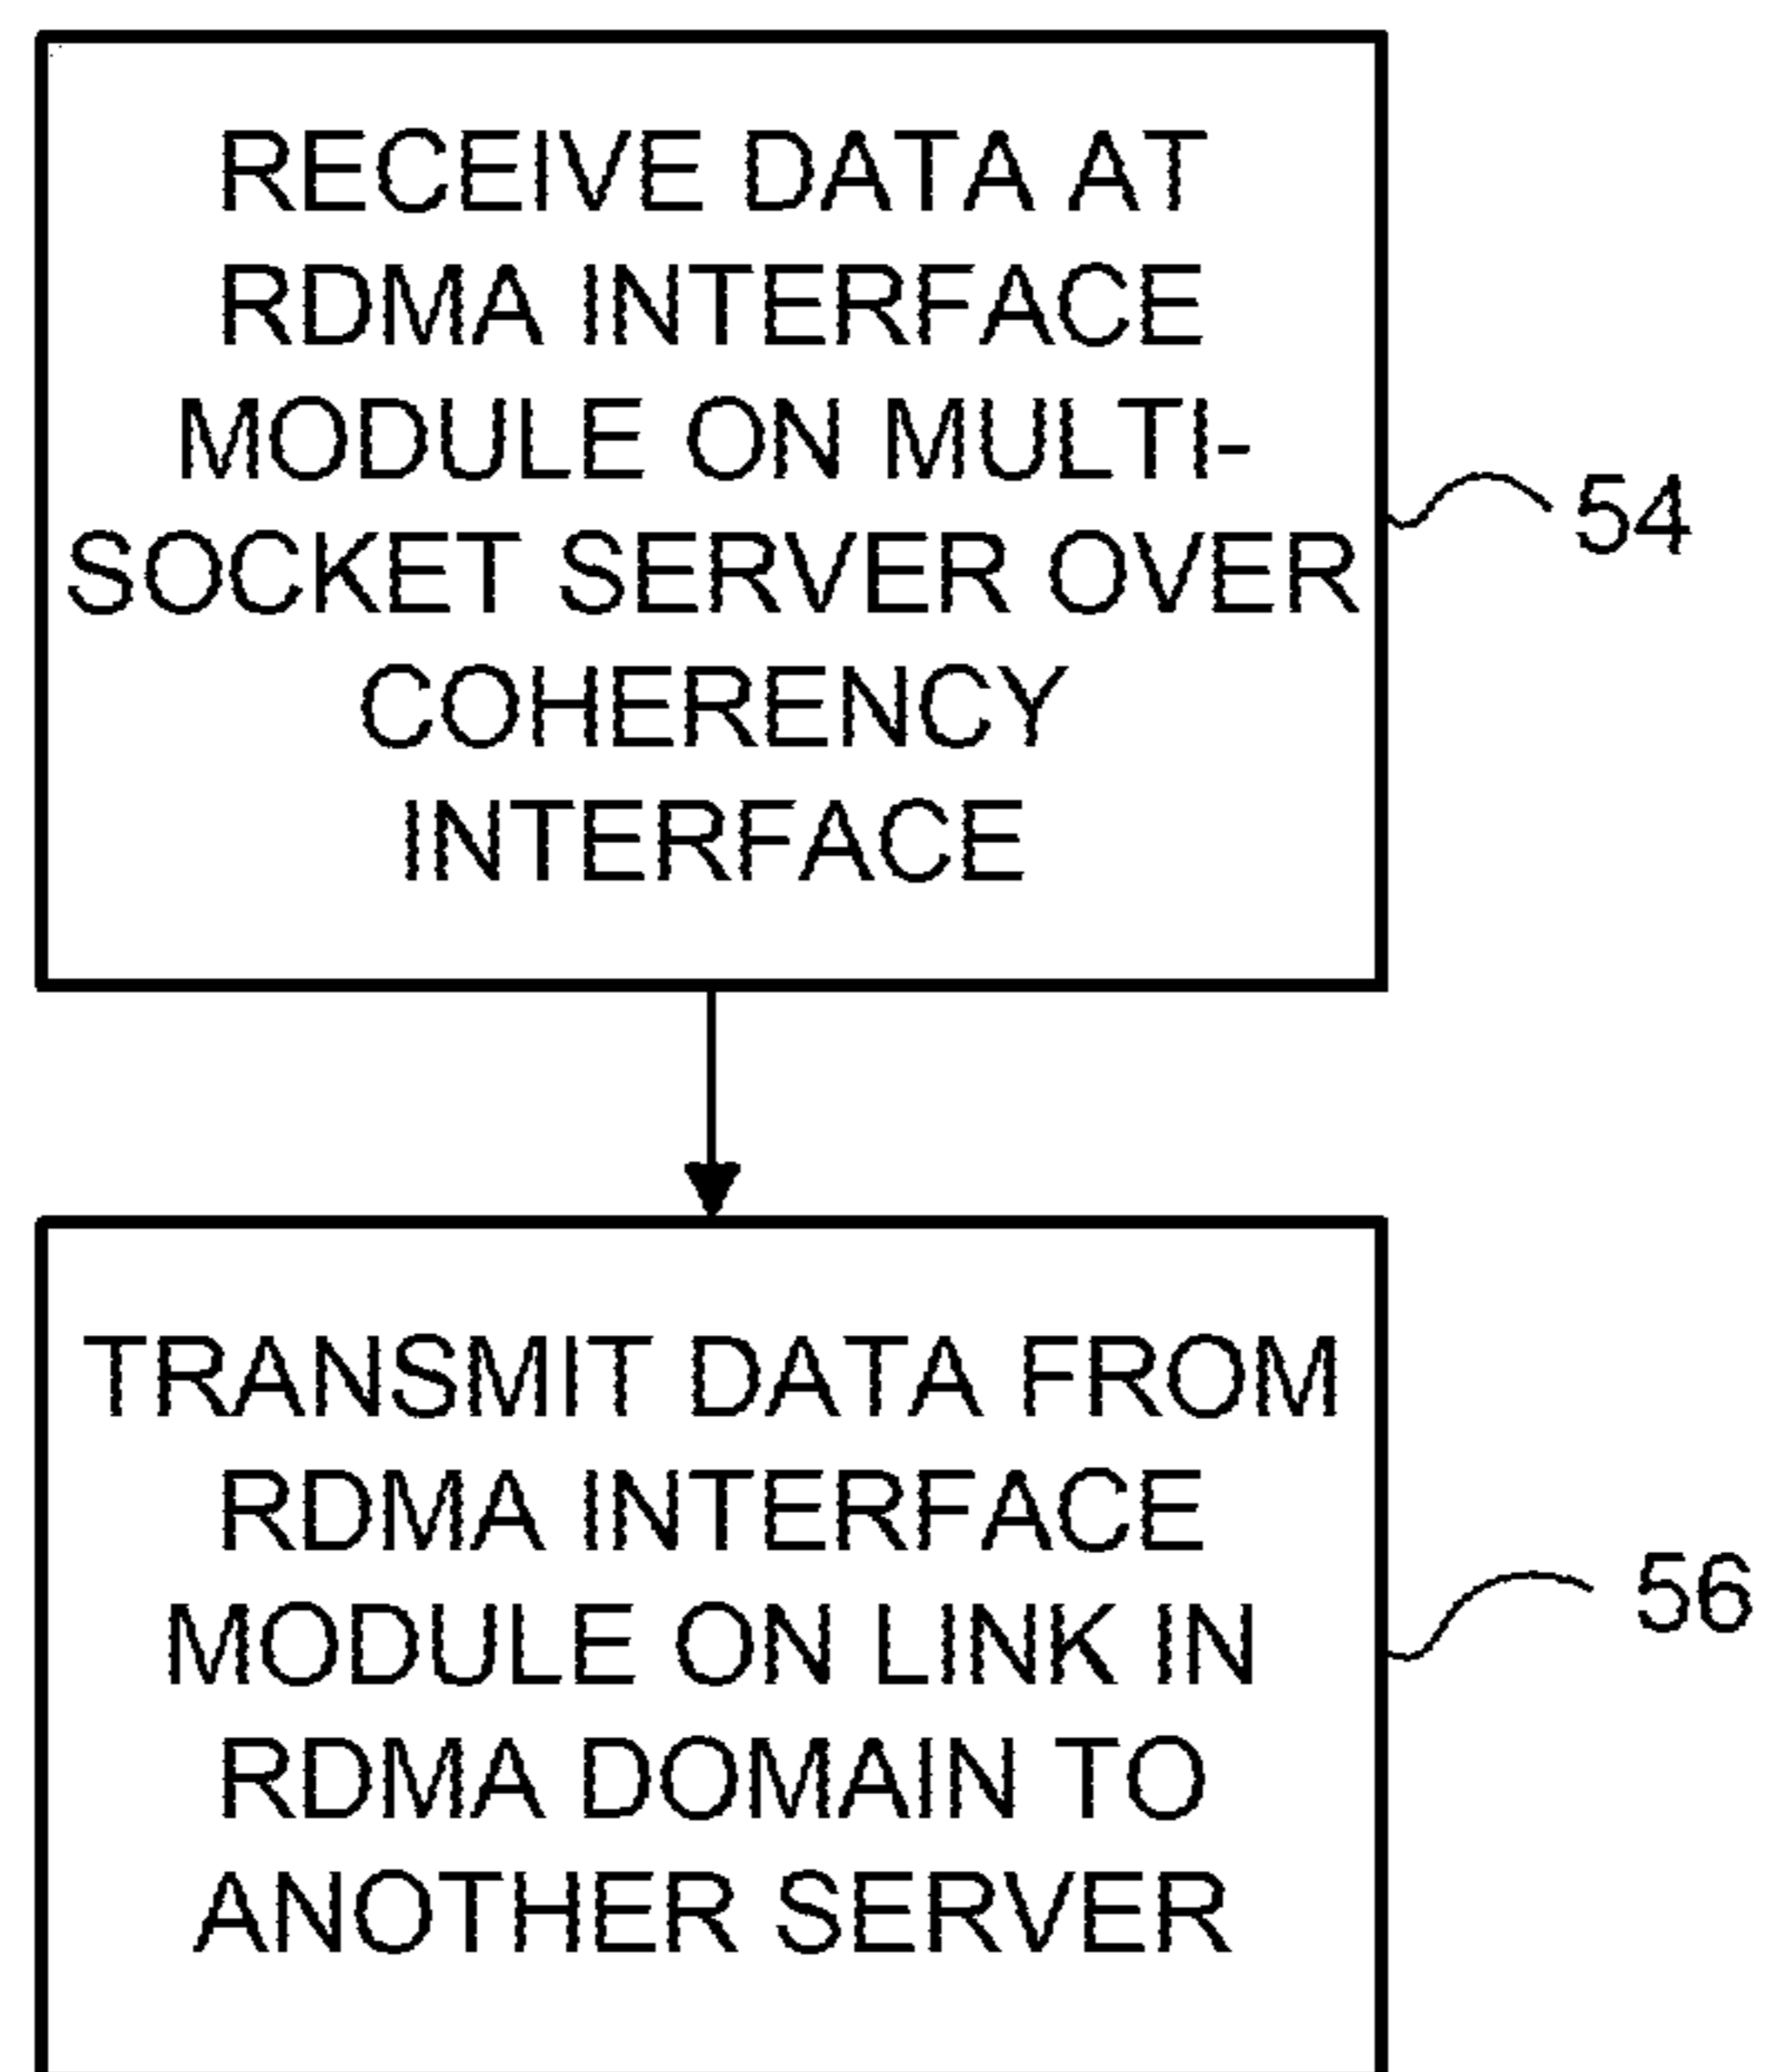 RECEIVE DATA AT
RDMA INTERFACE
MODULE ON MULTI-
SOCKET SERVER OVER
COHERENCY
INTERFACE
54
TRANSMIT DATA FROM
RDMA INTERFACE
MODULE ON LINK IN
RDMA DOMAIN TO
ANOTHER SERVER
56